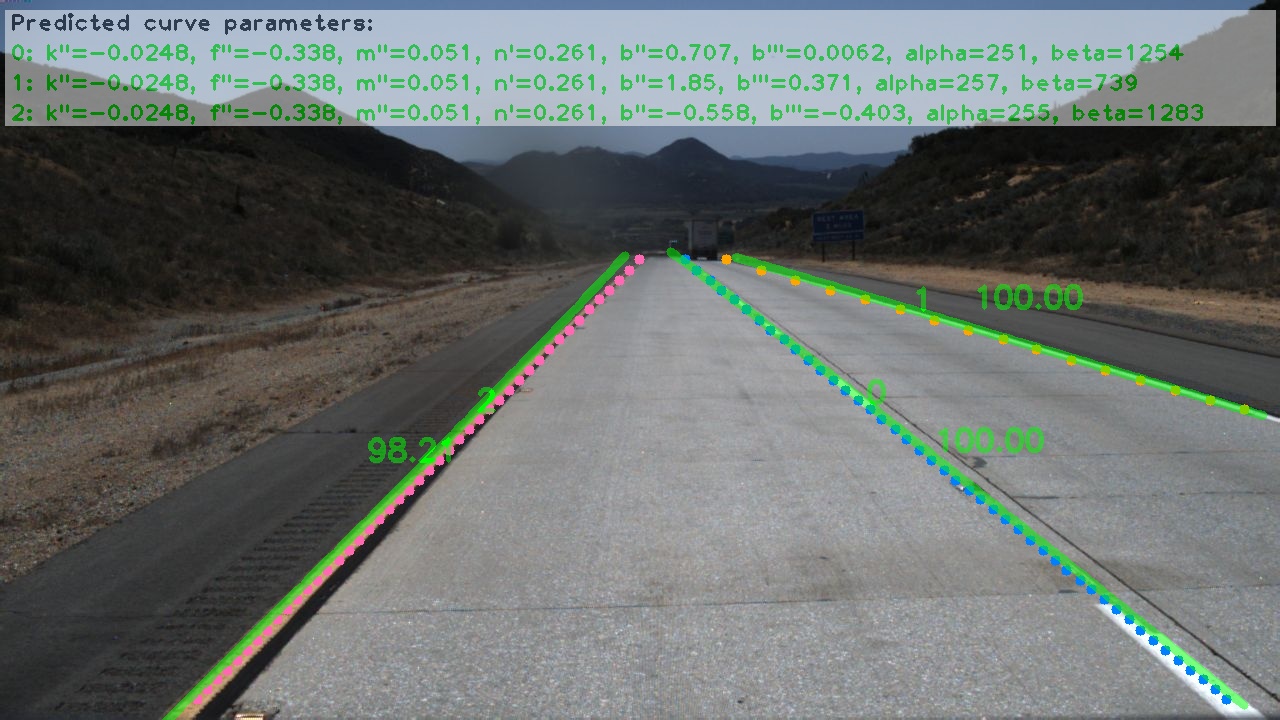 Predicted curve parameters:
0: k''=-0.0248, f''=-0.338, m''=0.051, n'=0.261, b''=0.707, b'''=0.0062, alpha=251, beta=1254
1: k''=-0.0248, f''=-0.338, m''=0.051, n'=0.261, b''=1.85, b'''=0.371, alpha=257, beta=739
2: k''=-0.0248, f''=-0.338, m''=0.051, n'=0.261, b''=-0.558, b'''=-0.403, alpha=255, beta=1283
REST AREA
1 100.00
2
0
98.21
100.00